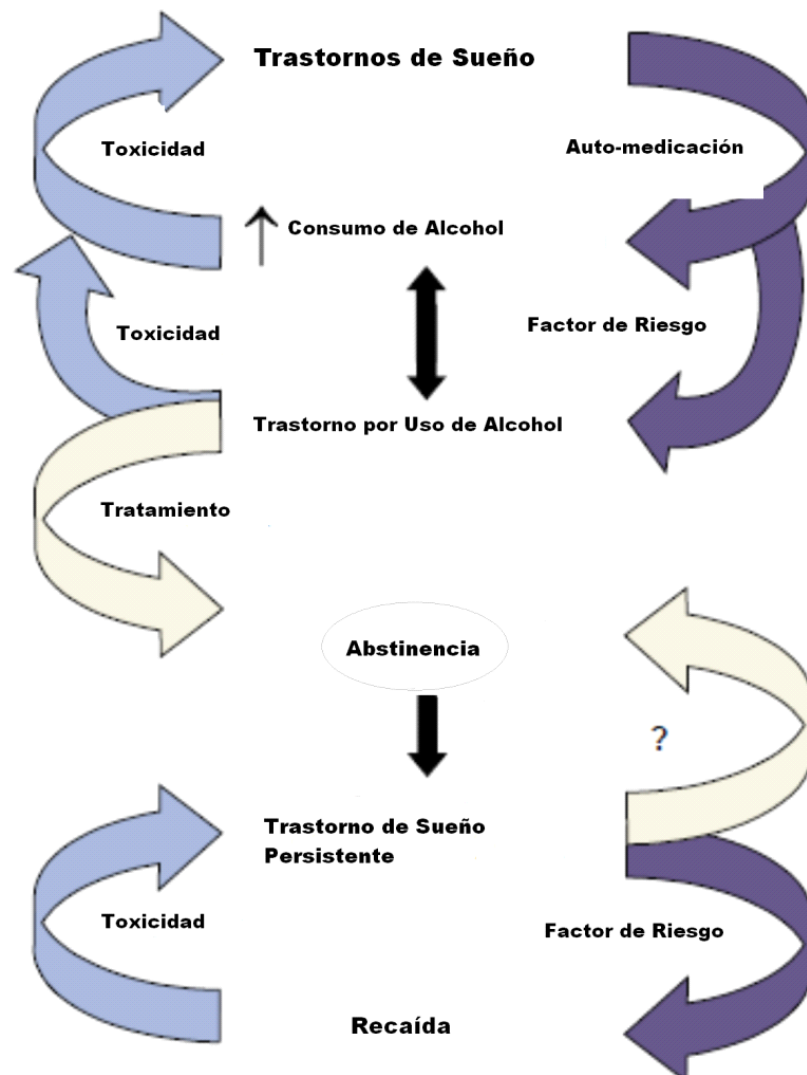 Trastornos de Sueño
Toxicidad
Auto-medicación
Consumo de Alcohol
Toxicidad
Factor de Riesgo
Trastorno por Uso de Alcohol
Tratamiento
Abstinencia
?
Trastorno de Sueño
Persistente
Toxicidad
Factor de Riesgo
Recaída